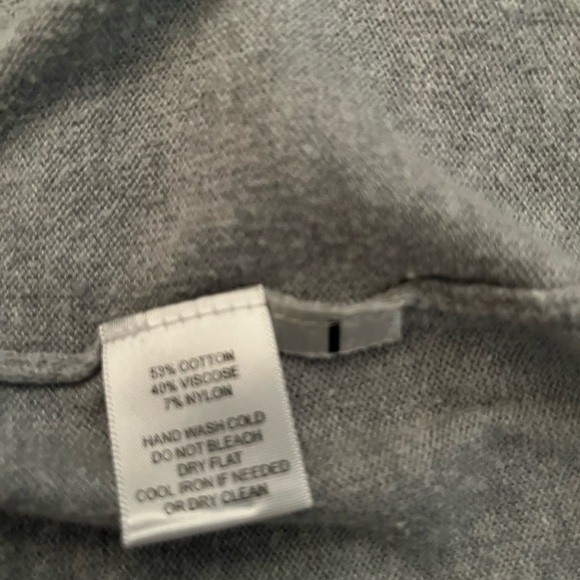 53% COTTON
40% VISCOSE
7% NYLON
HAND WASH COLD
DO NOT BLEACH
DRY FLAT
COOL IRON IF NEEDED
OR DRY CLEAN